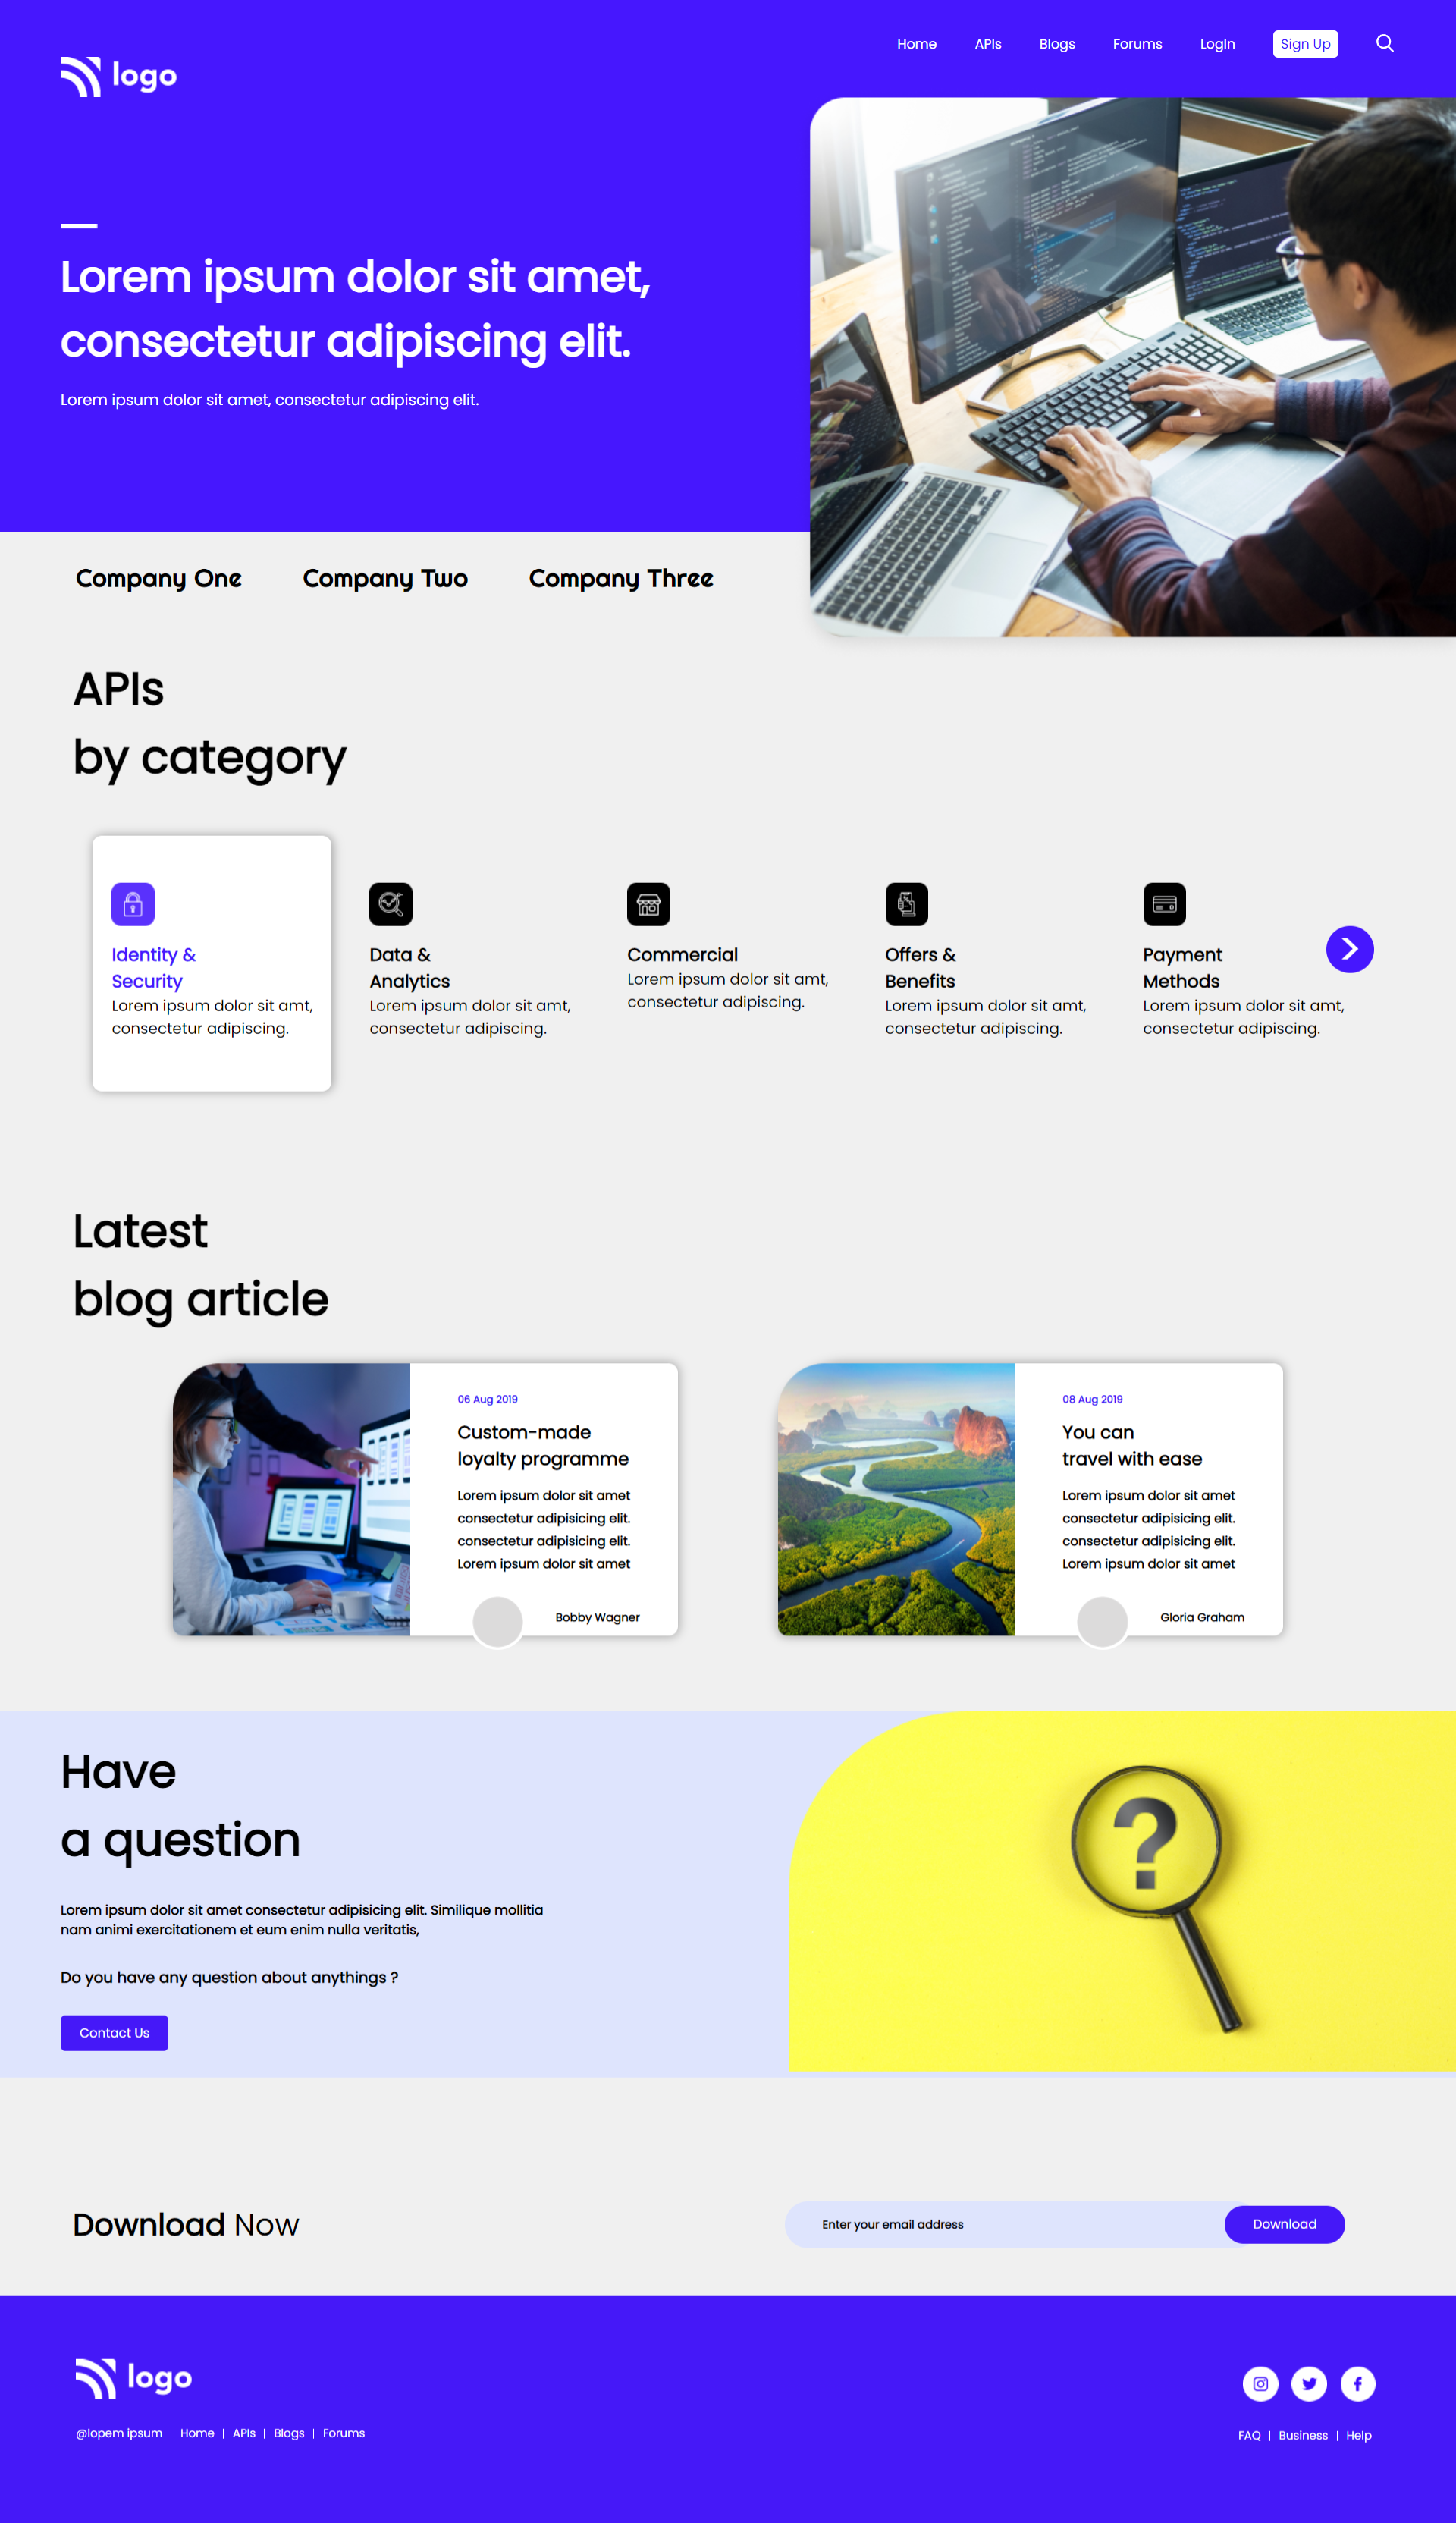 Home APIs Blogs Forums LogIn Sign Up
logo
Lorem ipsum dolor sit amet,
consectetur adipiscing elit.
Lorem ipsum dolor sit amet, consectetur adipiscing elit.
Company One Company Two Company Three
APIs
by category
Identity &
Security
Lorem ipsum dolor sit amt,
consectetur adipiscing.
Data &
Analytics
Lorem ipsum dolor sit amt,
consectetur adipiscing.
Commercial
Lorem ipsum dolor sit amt,
consectetur adipiscing.
Offers &
Benefits
Lorem ipsum dolor sit amt,
consectetur adipiscing.
Payment
Methods
Lorem ipsum dolor sit amt,
consectetur adipiscing.
Latest
blog article
06 Aug 2019
Custom-made
loyalty programme
Lorem ipsum dolor sit amet
consectetur adipisicing elit.
consectetur adipisicing elit.
Lorem ipsum dolor sit amet
Bobby Wagner
08 Aug 2019
You can
travel with ease
Lorem ipsum dolor sit amet
consectetur adipisicing elit.
consectetur adipisicing elit.
Lorem ipsum dolor sit amet
Gloria Graham
Have
a question
Lorem ipsum dolor sit amet consectetur adipisicing elit. Similique mollitia
nam animi exercitationem et eum enim nulla veritatis,
Do you have any question about anythings ?
Contact Us
?
Download Now
Enter your email address
Download
logo
@lopem ipsum Home | APIs | Blogs | Forums
FAQ | Business | Help